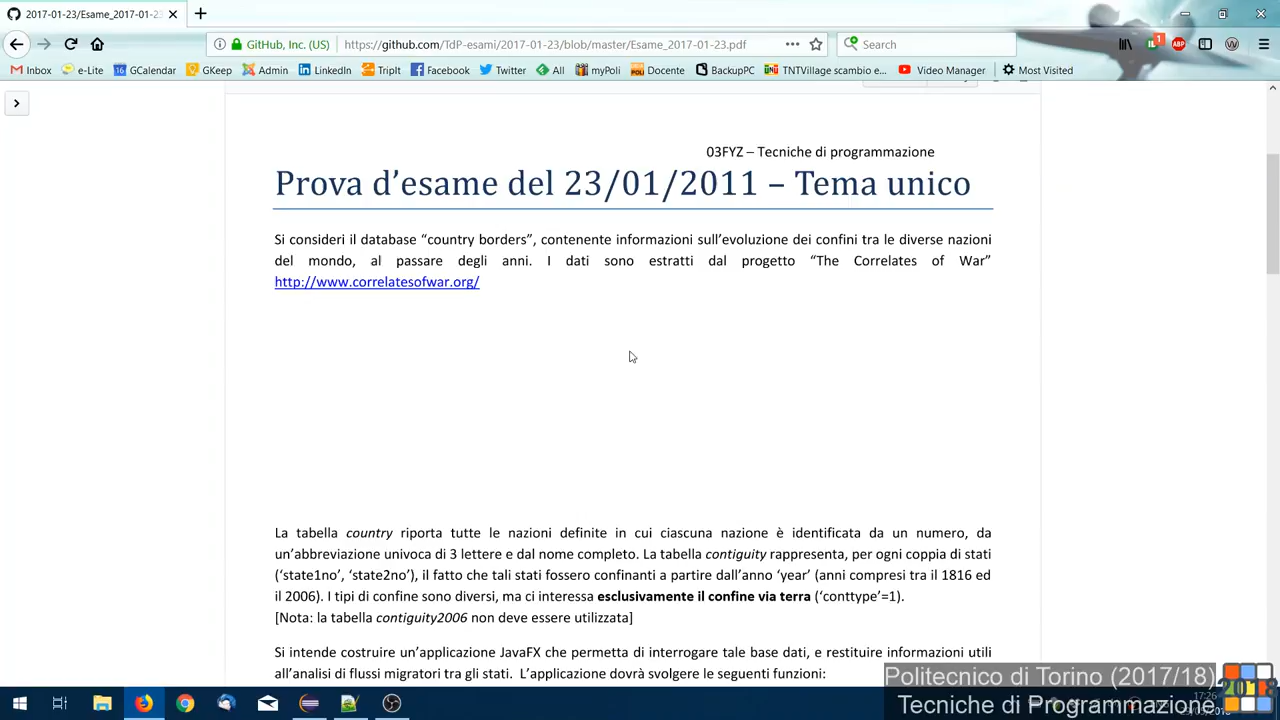 2017-01-23/Esame_2017-01-23
GitHub, Inc. (US)
https://github.com/TdP-esami/2017-01-23/blob/master/Esame_2017-01-23.pdf
Search
1
ABP
Inbox
e-Lite
16 GCalendar
GKeep
Admin
LinkedIn
TripIt
Facebook
Twitter
All
myPoli
Docente
BackupPC
TNTVillage scambio e...
Video Manager
Most Visited
03FYZ – Tecniche di programmazione
Prova d’esame del 23/01/2011 – Tema unico
Si consideri il database “country borders”, contenente informazioni sull’evoluzione dei confini tra le diverse nazioni
del mondo, al passare degli anni. I dati sono estratti dal progetto “The Correlates of War”
http://www.correlatesofwar.org/
La tabella country riporta tutte le nazioni definite in cui ciascuna nazione è identificata da un numero, da
un’abbreviazione univoca di 3 lettere e dal nome completo. La tabella contiguity rappresenta, per ogni coppia di stati
(‘state1no’, ‘state2no’), il fatto che tali stati fossero confinanti a partire dall’anno ‘year’ (anni compresi tra il 1816 ed
il 2006). I tipi di confine sono diversi, ma ci interessa esclusivamente il confine via terra (‘conttype’=1).
[Nota: la tabella contiguity2006 non deve essere utilizzata]
Si intende costruire un’applicazione JavaFX che permetta di interrogare tale base dati, e restituire informazioni utili
all’analisi di flussi migratori tra gli stati. L’applicazione dovrà svolgere le seguenti funzioni:
Politecnico di Torino (2017/18)
Tecniche di Programmazione
2018
17:26